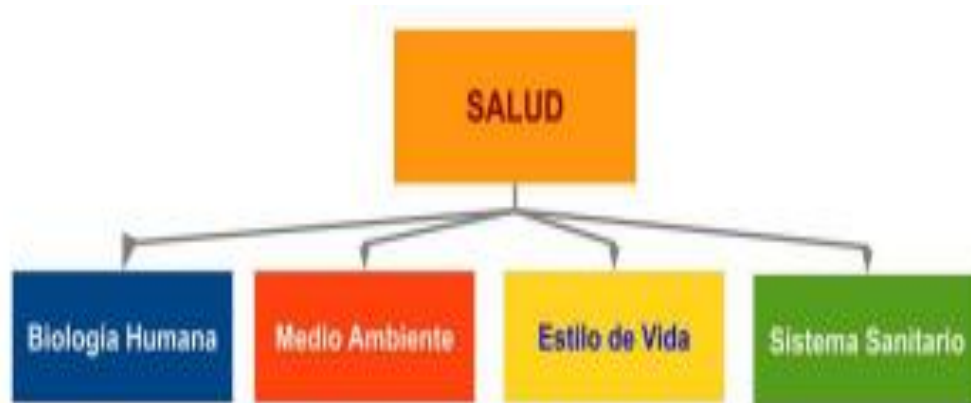 SALUD
Biología Humana
Medio Ambiente
Estilo de Vida
Sistema Sanitario